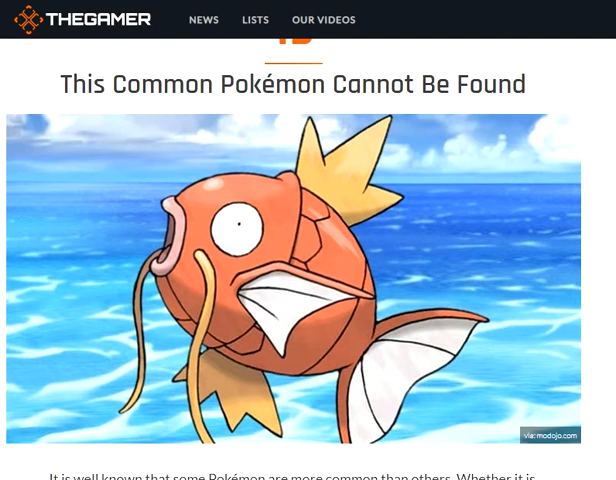 THEGAMER NEWS LISTS OUR VIDEOS
This Common Pokémon Cannot Be Found
via: modojo.com
It is well known that some Pokémon are more common than others. Whether it is